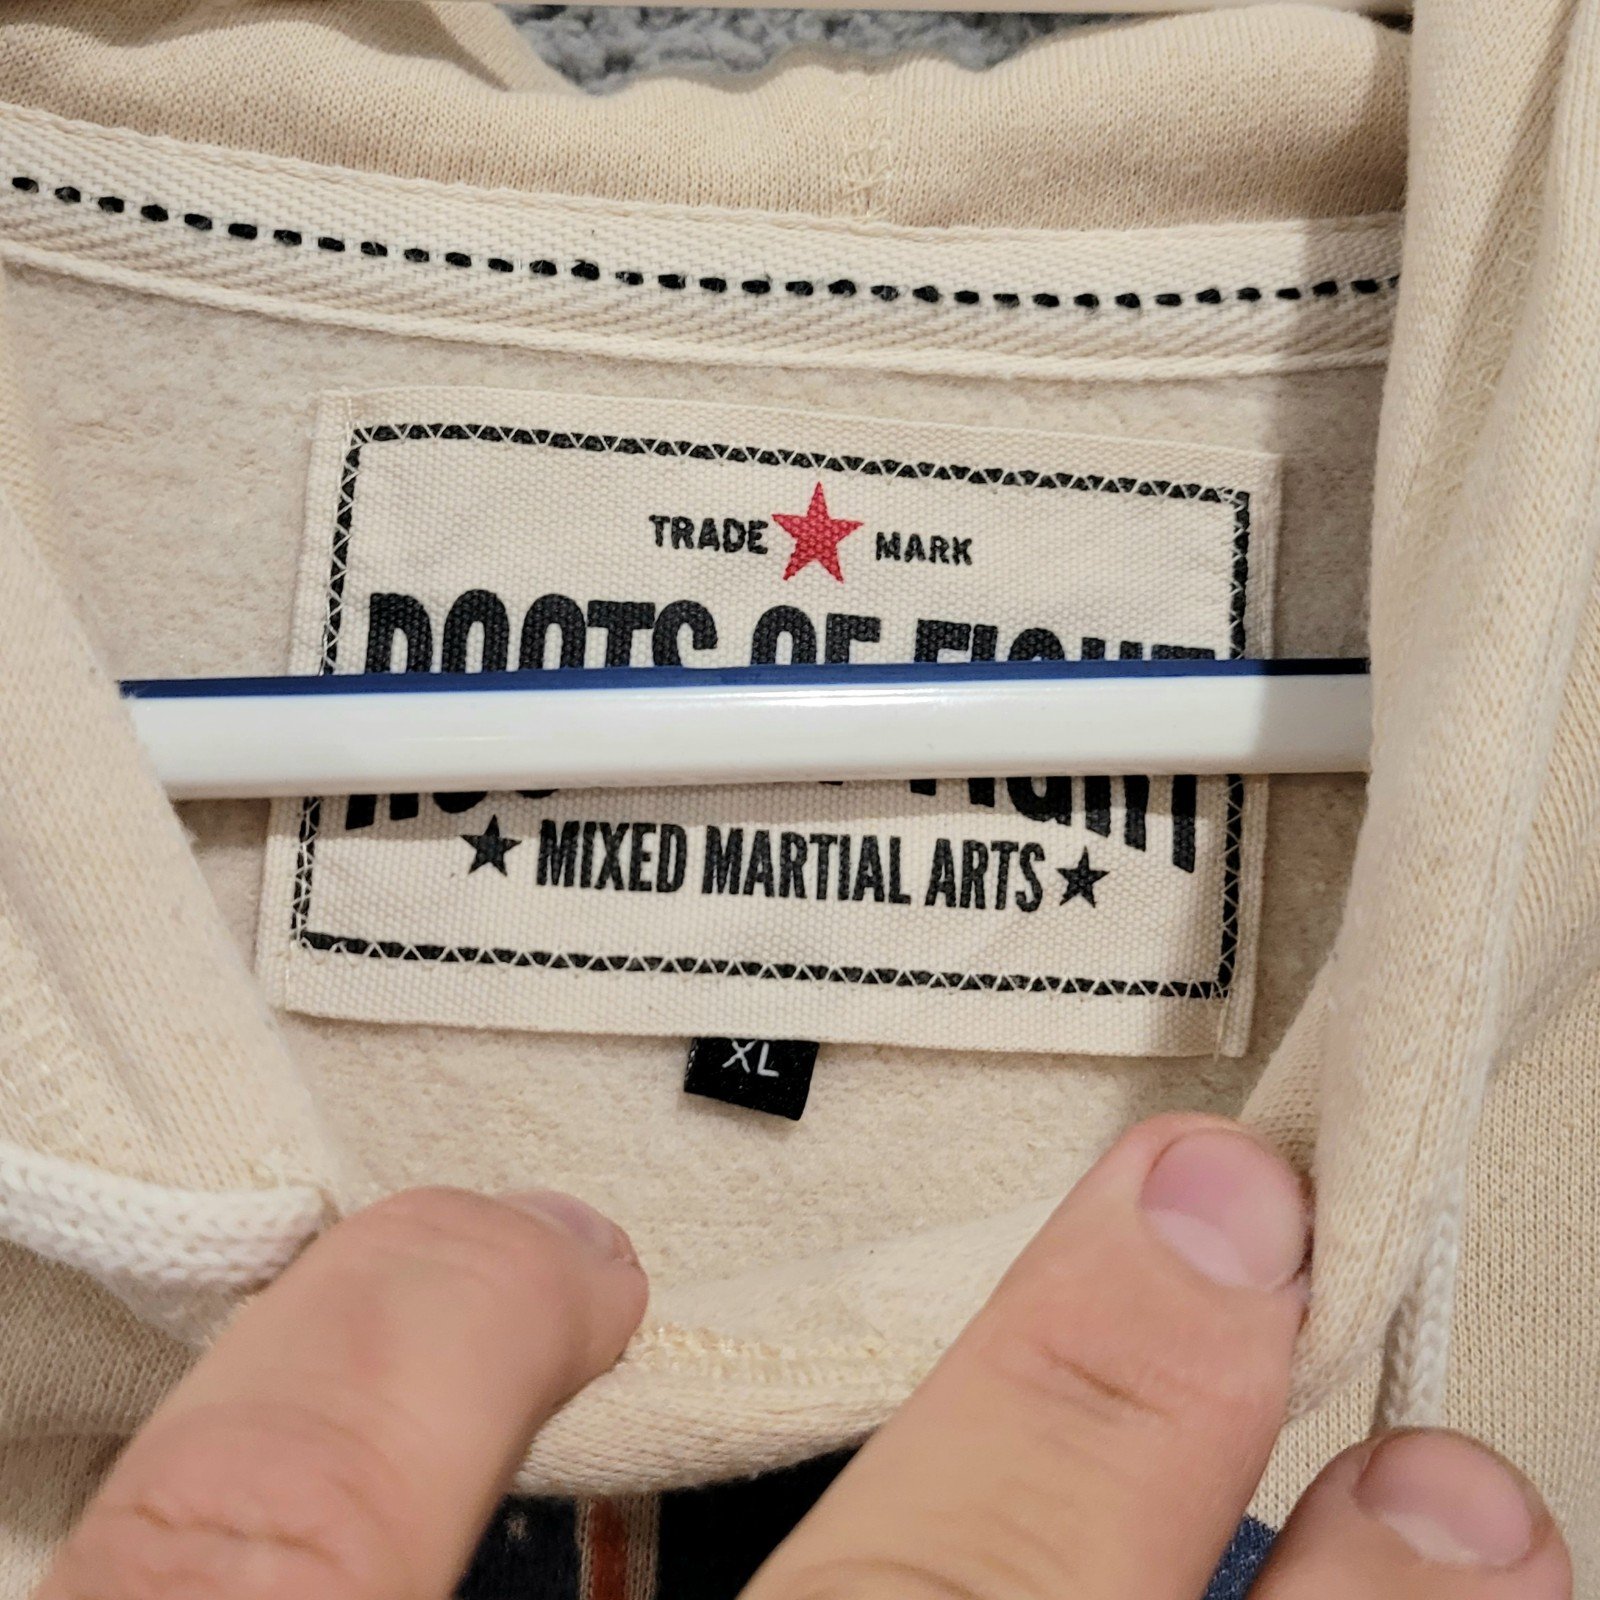 TRADE MARK
ROOTS OF FIGHT
MIXED MARTIAL ARTS
XL